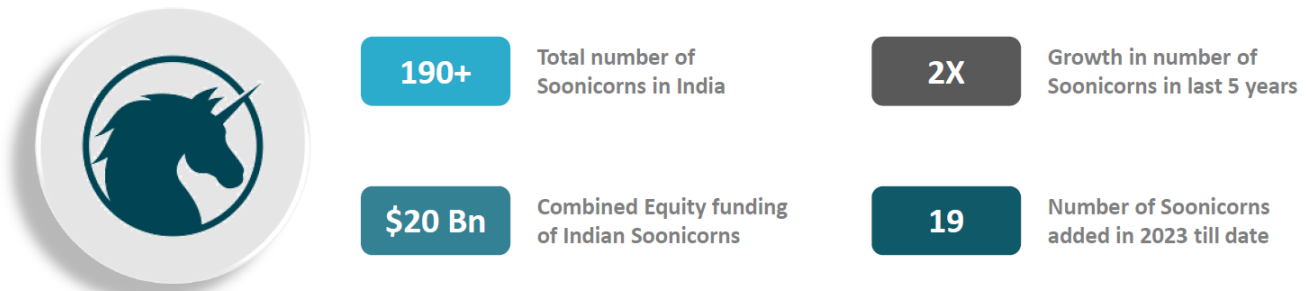 190+
Total number of
Soonicorns in India
2X
Growth in number of
Soonicorns in last 5 years
$20 Bn
Combined Equity funding
of Indian Soonicorns
19
Number of Soonicorns
added in 2023 till date